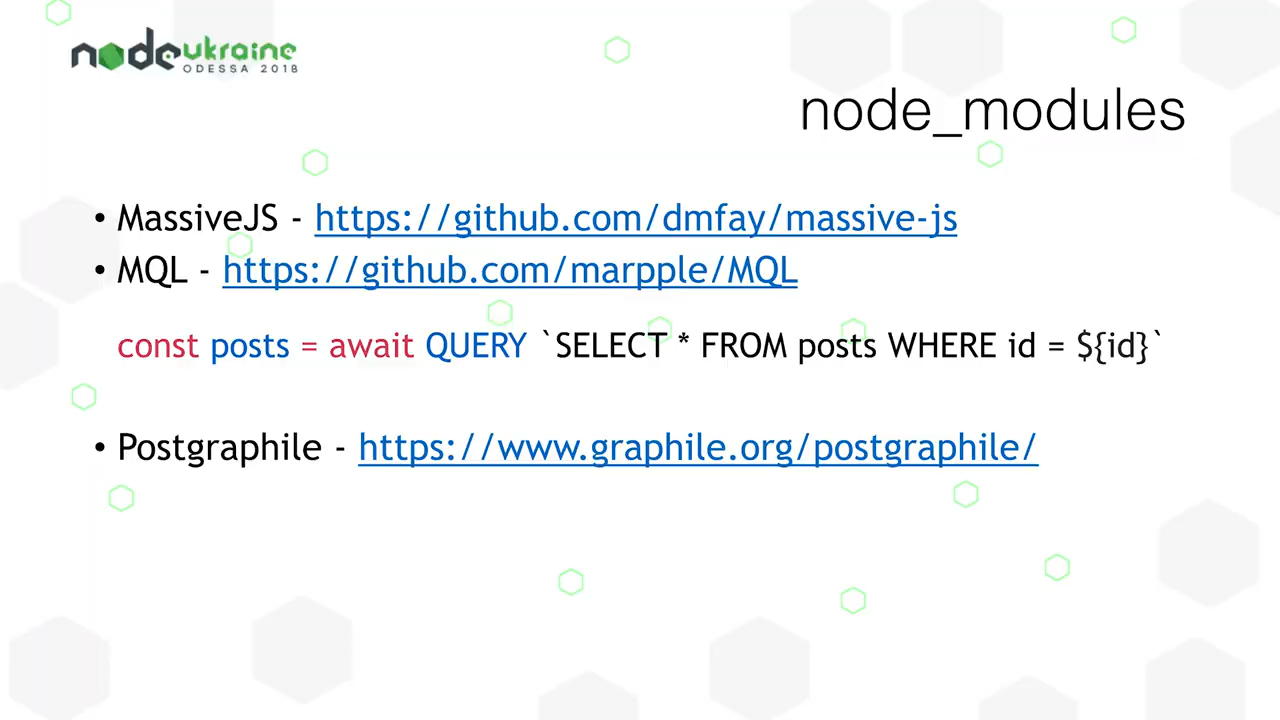 nodeukraine
ODESSA 2018
node_modules
• MassiveJS - https://github.com/dmfay/massive-js
• MQL - https://github.com/marpple/MQL
const posts = await QUERY `SELECT * FROM posts WHERE id = ${id}`
• Postgraphile - https://www.graphile.org/postgraphile/